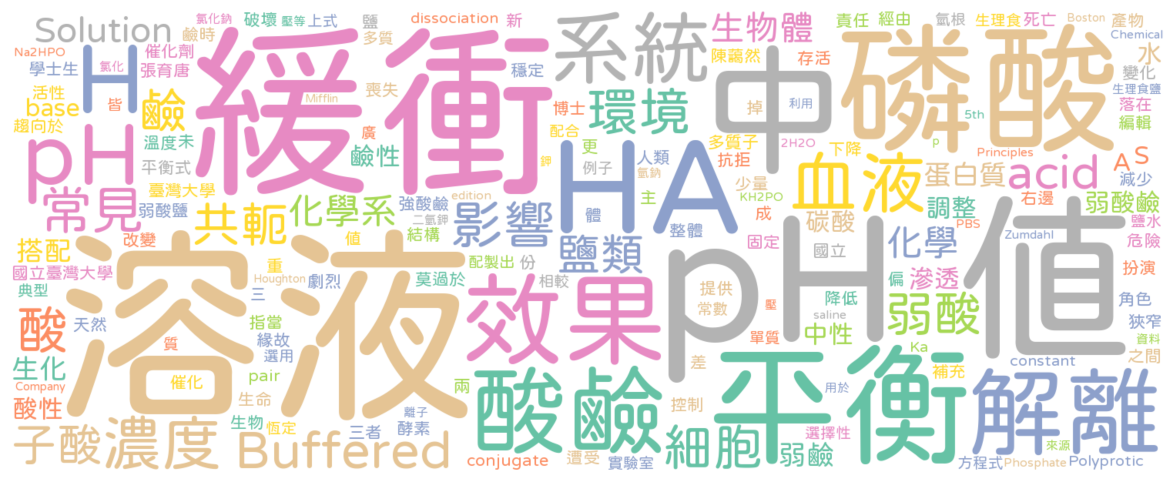 Solution
氯化鈉
破壞
壓等
上式
鹽
dissociation
新
生物體
責任
經由
氫根
生理食
死亡
Boston
產物
Chemical
Na2HPO
氯化
催化劑
鹼時
多質
學士生
張育唐
H
緩衝
系統
中
磷酸
水
陳藹然
存活
穩定
喪失
Mifflin
變化
生理食鹽
活性
皆
base
鹼
環境
博士
廣
掉
利用
5th
落在
編輯
趨向於
pH
溫度未
鹼性
配合
更
多質子
下降
p
2H2O
鉀
人類
例子
氫鈉
抗拒
Principles
A
S
平衡式
HA
血液
蛋白質
acid
減少
常見
臺灣大學
edition
主
少量
KH2PO
右邊
弱酸鹼
弱酸鹽
共軛
化學系
強酸鹼
二氫鉀
結構
影響
體
成
整體
碳酸
調整
PBS
鹽水
改變
值
固定
國立
化學
Zumdahl
危險
搭配
鹽類
pH值
國立臺灣大學
重
Houghton
劇烈
莫過於
配製出
份
相較
偏
滲透
扮演
典型
三
溶液
效果
提供
常數
壓
saline
降低
弱酸
角色
酸
天然
指當
緣故
選用
中性
狹窄
資料
質
單質
Ka
生化
pair
兩
差
constant
之間
Company
催化
酸鹼
平衡
補充
解離
酸性
生命
用於
控制
生物
恆定
三者
離子
酵素
子酸
濃度
Buffered
conjugate
遭受
實驗室
細胞
弱鹼
選擇性
來源
方程式
Phosphate
Polyprotic